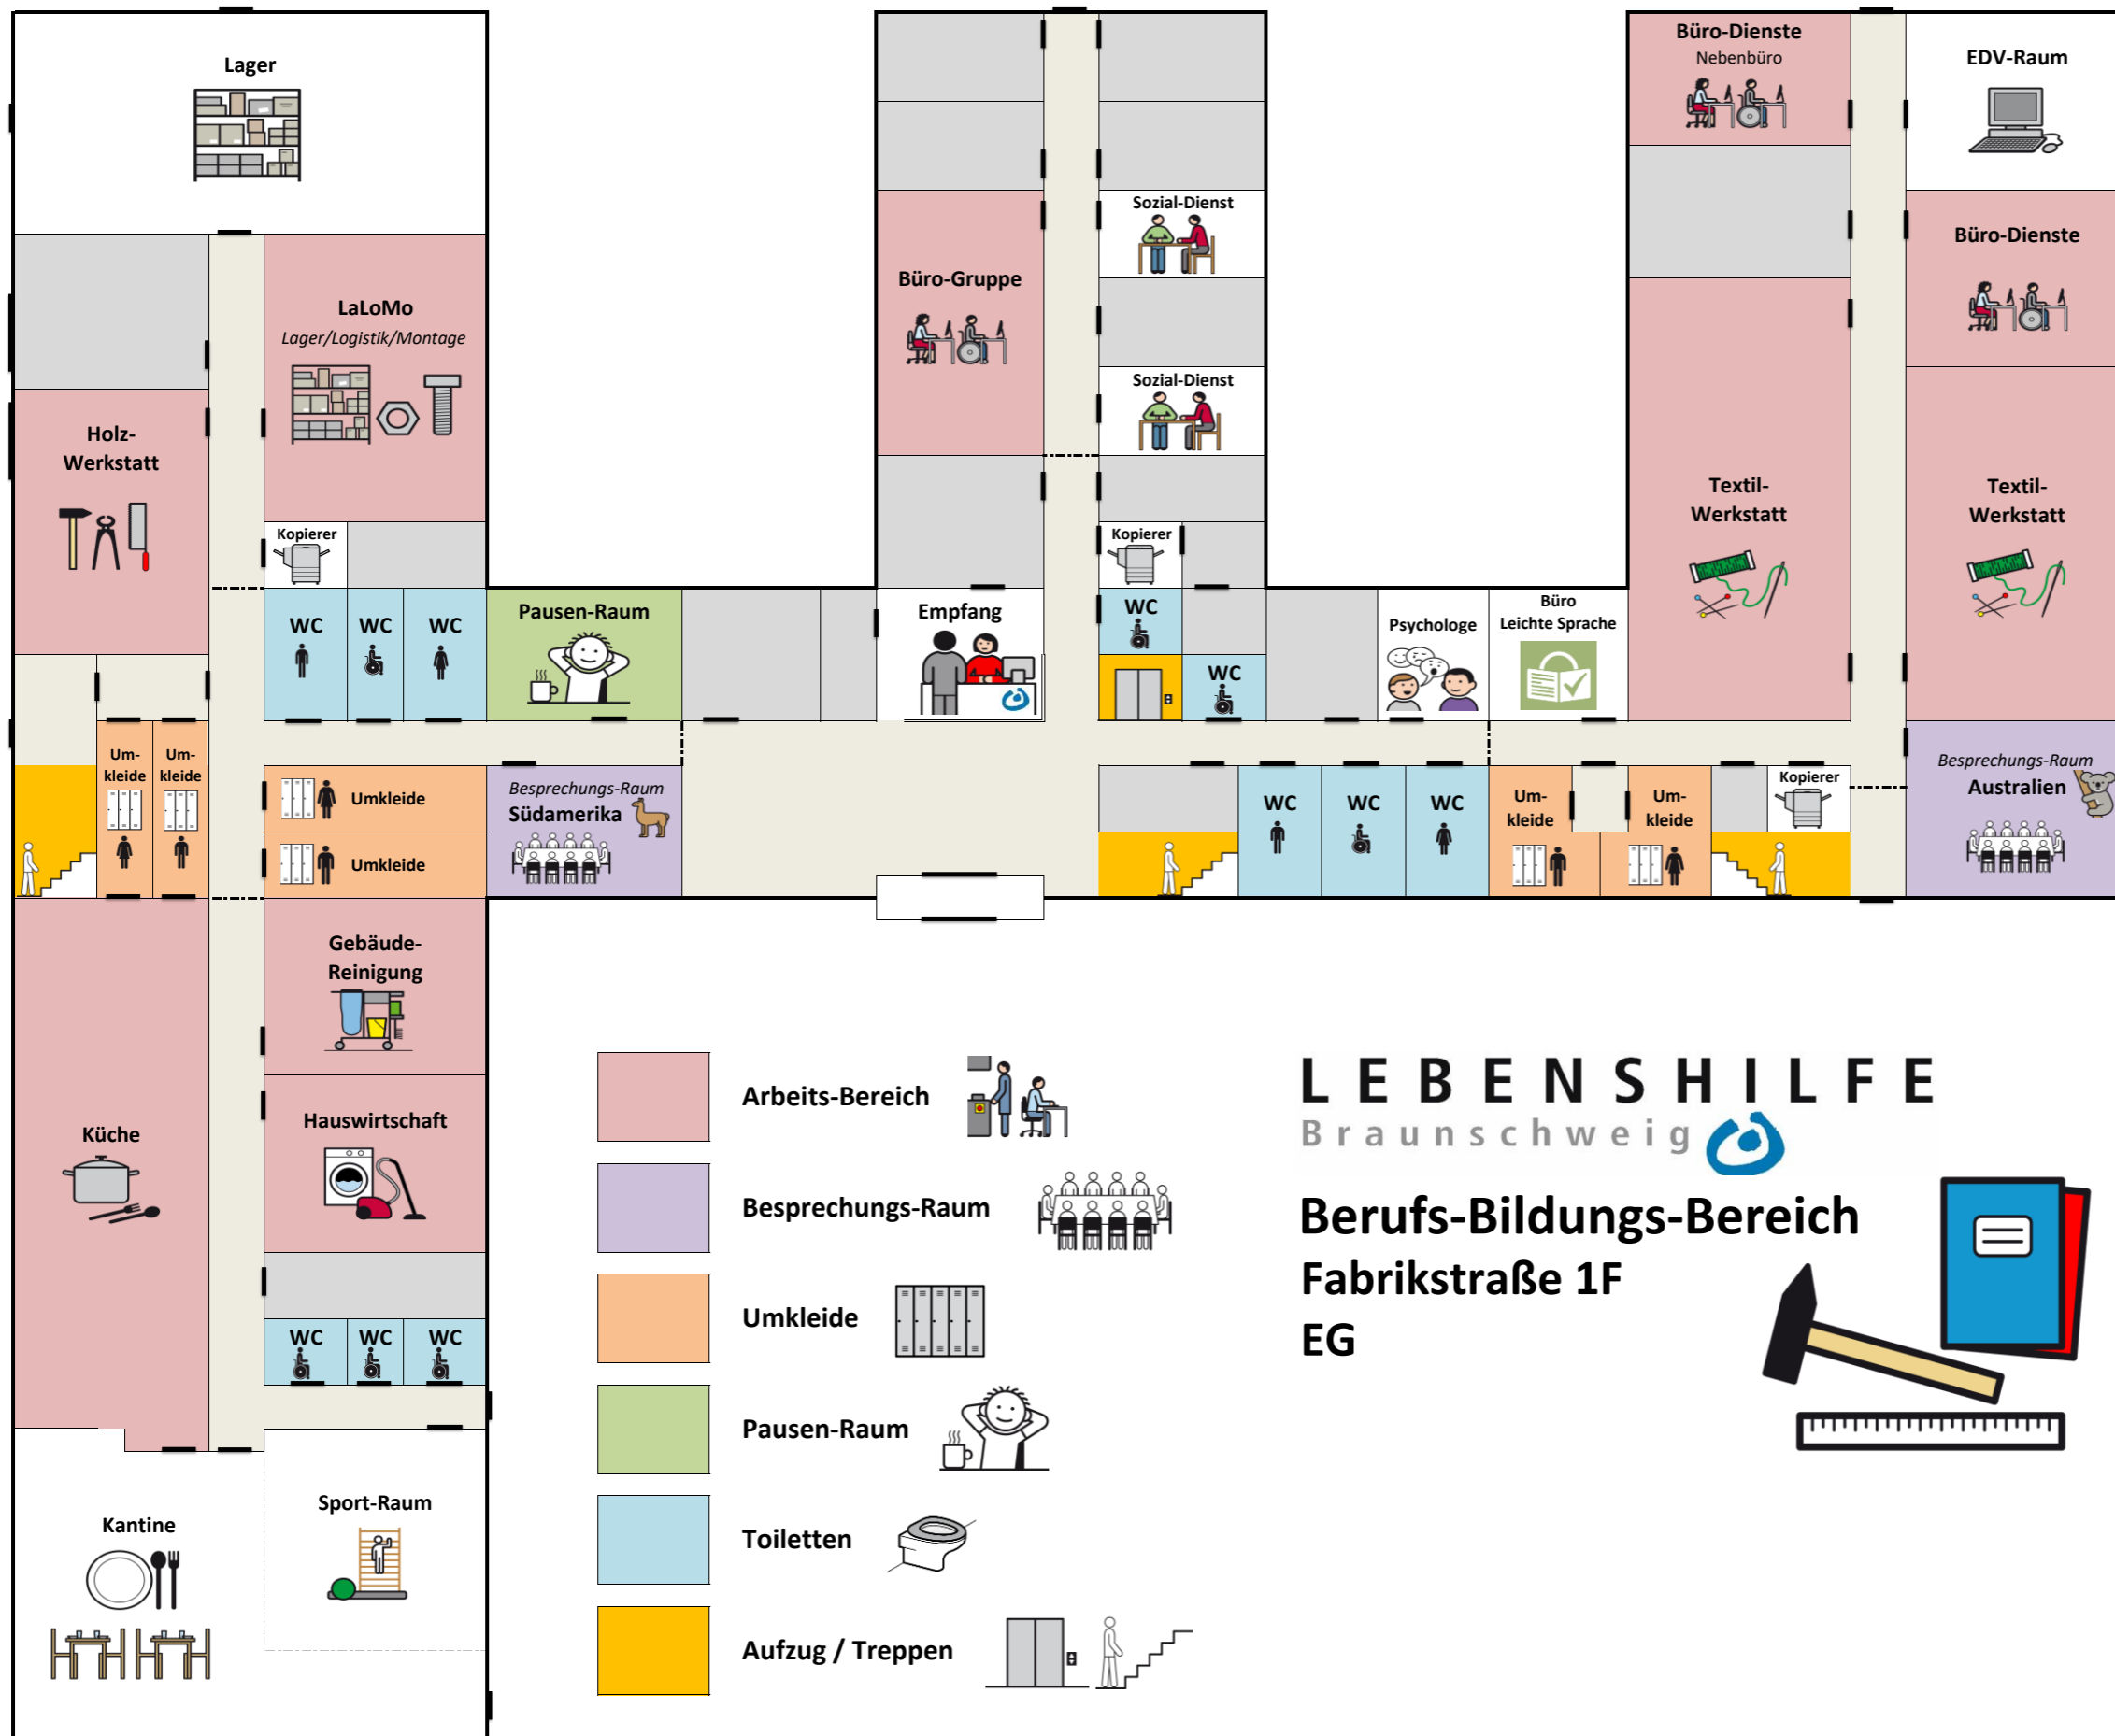 Lager
LaLoMo
Lager/Logistik/Montage
Holz-
Werkstatt
Kopierer
WC
WC
WC
Pausen-Raum
Um-
kleide
Um-
kleide
Umkleide
Umkleide
Besprechungs-Raum
Südamerika
Gebäude-
Reinigung
Küche
Hauswirtschaft
WC
WC
WC
Kantine
Sport-Raum
Büro-Gruppe
Sozial-Dienst
Sozial-Dienst
Kopierer
Empfang
WC
WC
Psychologe
Büro
Leichte Sprache
WC
WC
WC
Um-
kleide
Um-
kleide
Kopierer
Büro-Dienste
Nebenbüro
EDV-Raum
Büro-Dienste
Textil-
Werkstatt
Textil-
Werkstatt
Besprechungs-Raum
Australien
Arbeits-Bereich
Besprechungs-Raum
Umkleide
Pausen-Raum
Toiletten
Aufzug / Treppen
LEBENSHILFE
Braunschweig
Berufs-Bildungs-Bereich
Fabrikstraße 1F
EG